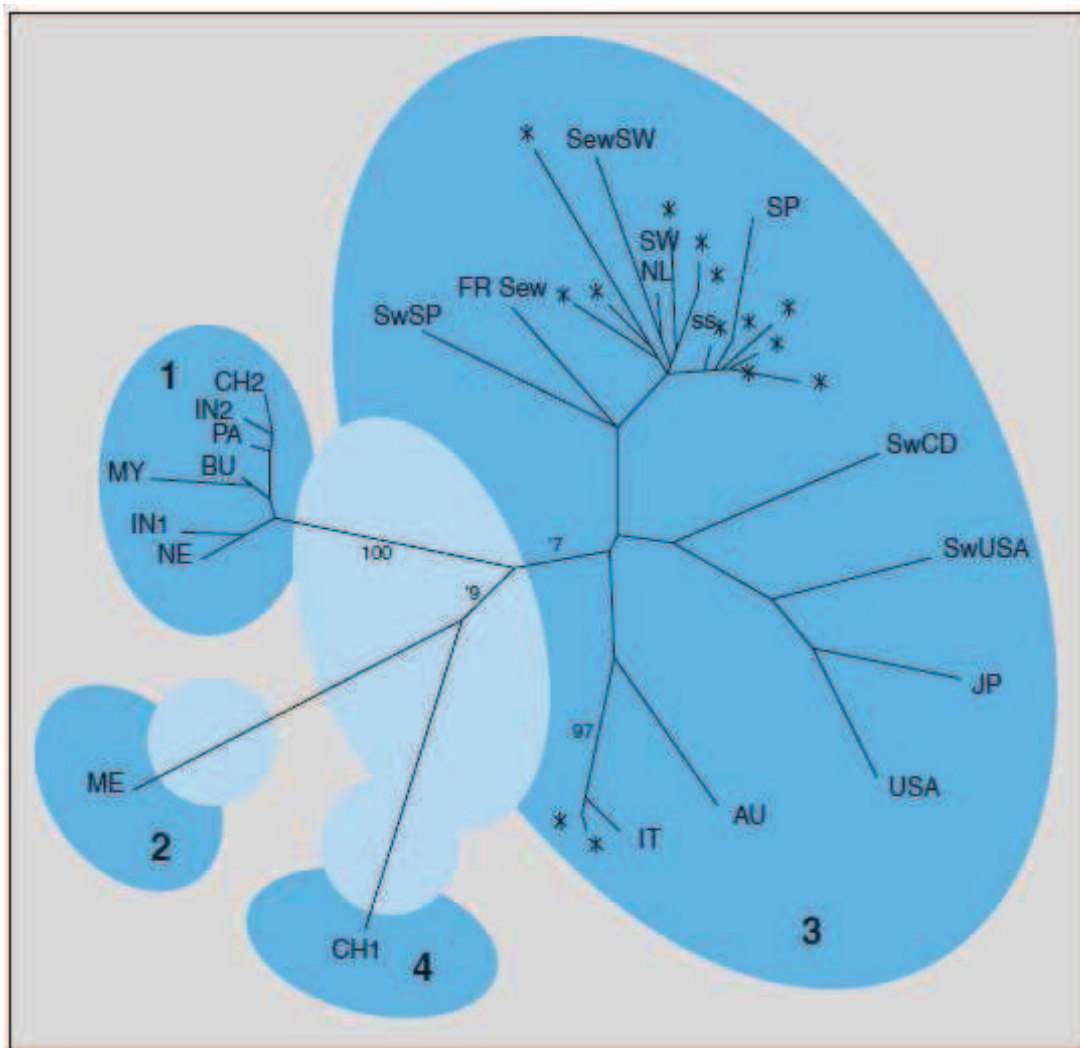 *
SewSW
*
SP
SW
*
NL
*
FR Sew
*
*
*
SwSP
ss
*
*
*
*
*
1
CH2
IN2
PA
MY
BU
IN1
NE
SwCD
100
'7
SwUSA
'9
JP
97
ME
USA
AU
2
*
IT
*
3
CH1
4